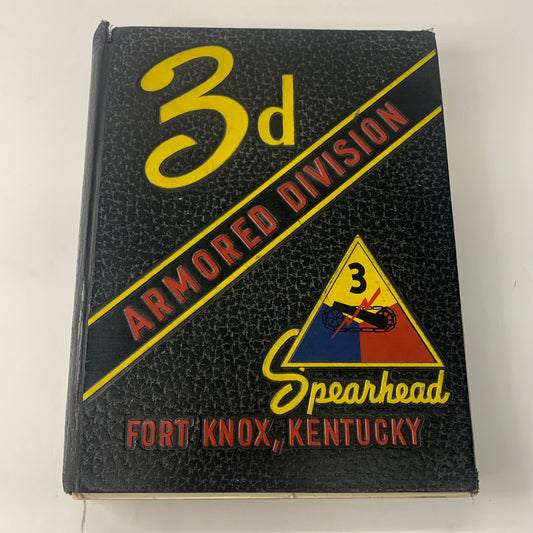 3d
ARMORED DIVISION
3
Spearhead
FORT KNOX, KENTUCKY